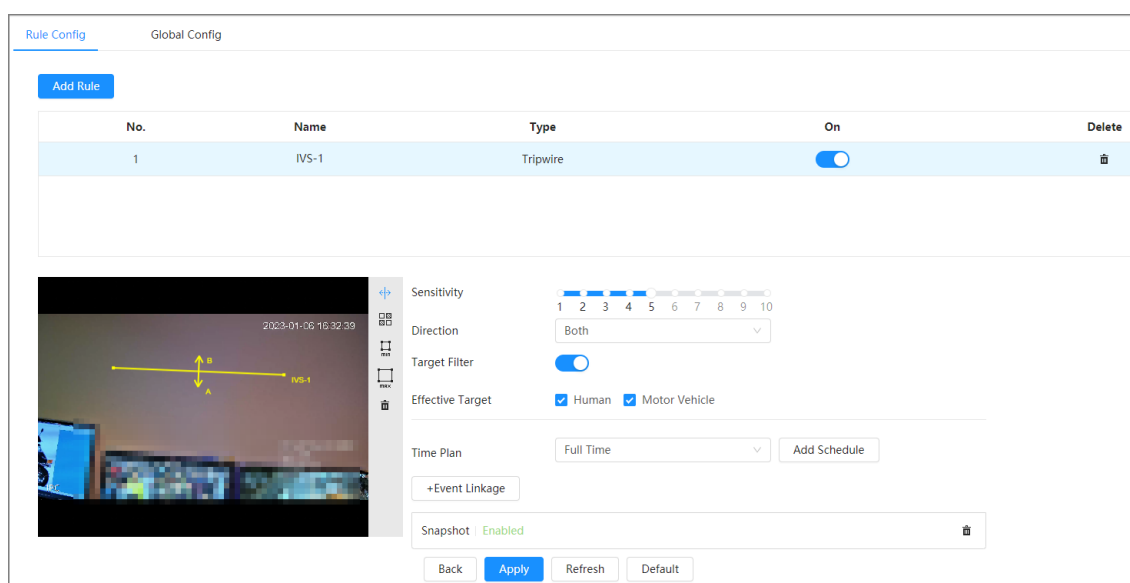 Rule Config Global Config
Add Rule
No. Name Type On Delete
1 IVS-1 Tripwire
2023-01-06 16:32:39
B
IVS-1
A
min
max
Sensitivity
1 2 3 4 5 6 7 8 9 10
Direction Both
Target Filter
Effective Target Human Motor Vehicle
Time Plan Full Time Add Schedule
+Event Linkage
Snapshot Enabled
Back Apply Refresh Default